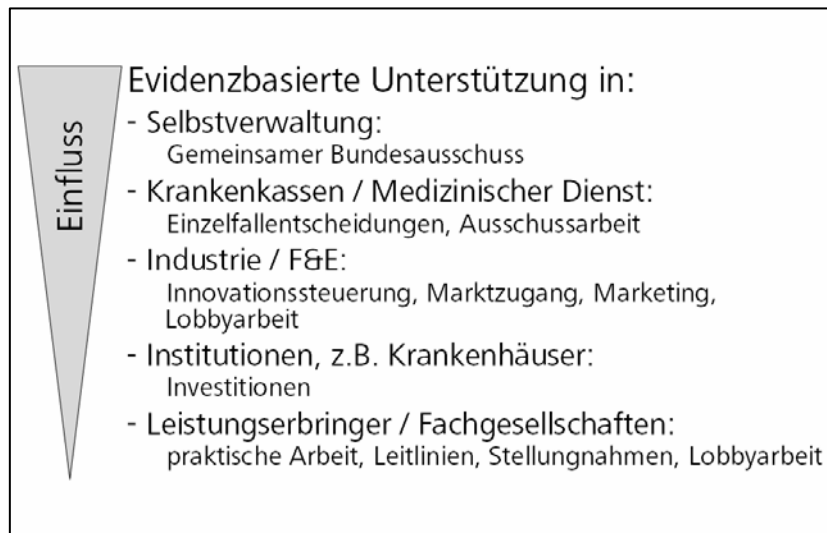 Einfluss
Evidenzbasierte Unterstützung in:
- Selbstverwaltung:
Gemeinsamer Bundesausschuss
- Krankenkassen / Medizinischer Dienst:
Einzelfallentscheidungen, Ausschussarbeit
- Industrie / F&E:
Innovationssteuerung, Marktzugang, Marketing,
Lobbyarbeit
- Institutionen, z.B. Krankenhäuser:
Investitionen
- Leistungserbringer / Fachgesellschaften:
praktische Arbeit, Leitlinien, Stellungnahmen, Lobbyarbeit